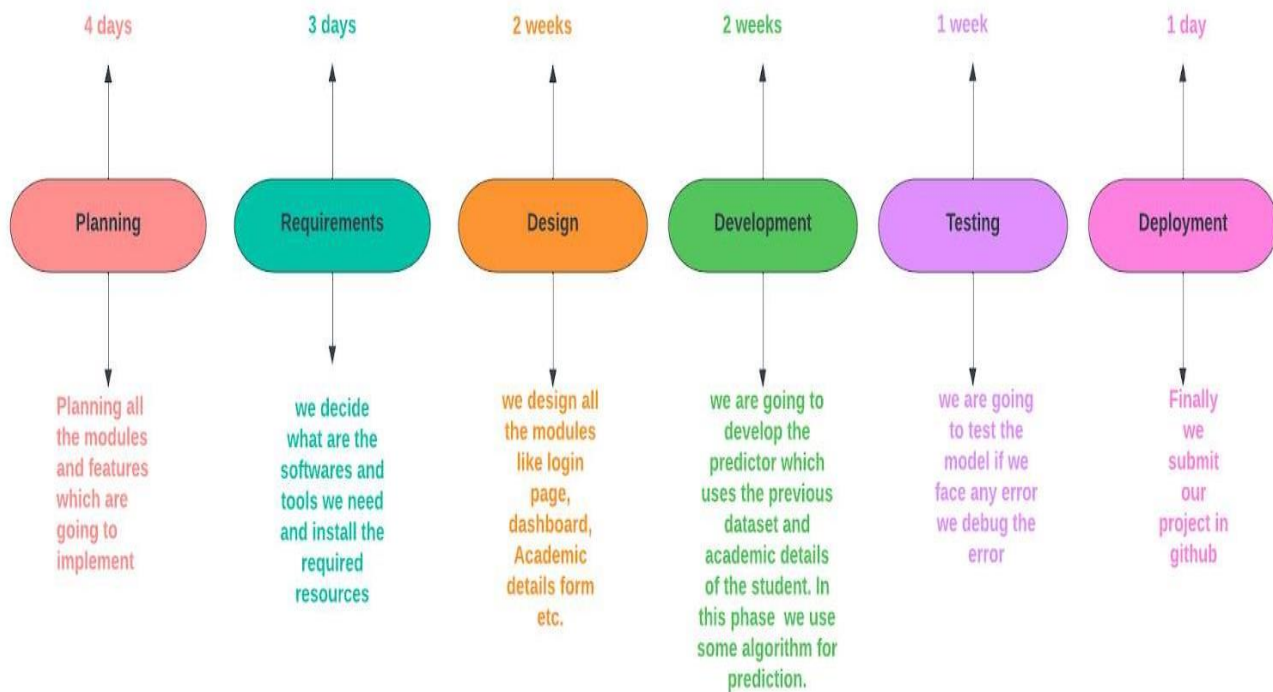 4 days
3 days
2 weeks
2 weeks
1 week
1 day
Planning
Requirements
Design
Development
Testing
Deployment
Planning all
the modules
and features
which are
going to
implement
we decide
what are the
softwares and
tools we need
and install the
required
resources
we design all
the modules
like login
page,
dashboard,
Academic
details form
etc.
we are going to
develop the
predictor which
uses the previous
dataset and
academic details
of the student. In
this phase we use
some algorithm for
prediction.
we are going
to test the
model if we
face any error
we debug the
error
Finally
we
submit
our
project in
github